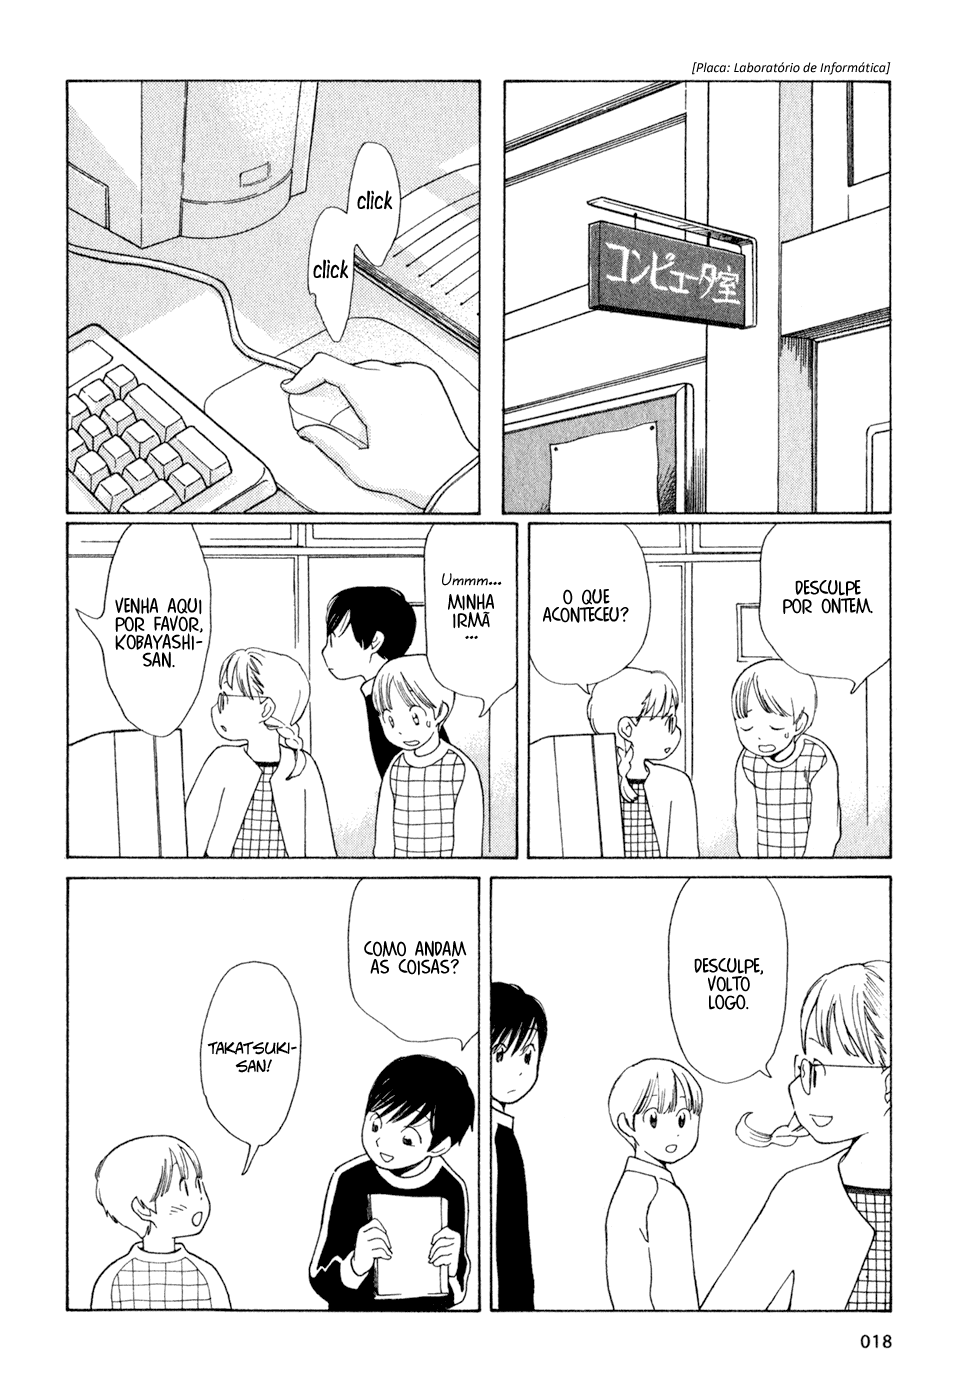 [Placa: Laboratório de Informática]
コンピュータ室
click
click
DESCULPE
POR ONTEM.
O QUE
ACONTECEU?
Ummm...
MINHA
IRMÃ
...
VENHA AQUI
POR FAVOR,
KOBAYASHI-
SAN.
DESCULPE,
VOLTO
LOGO.
COMO ANDAM
AS COISAS?
TAKATSUKI-
SAN!
018